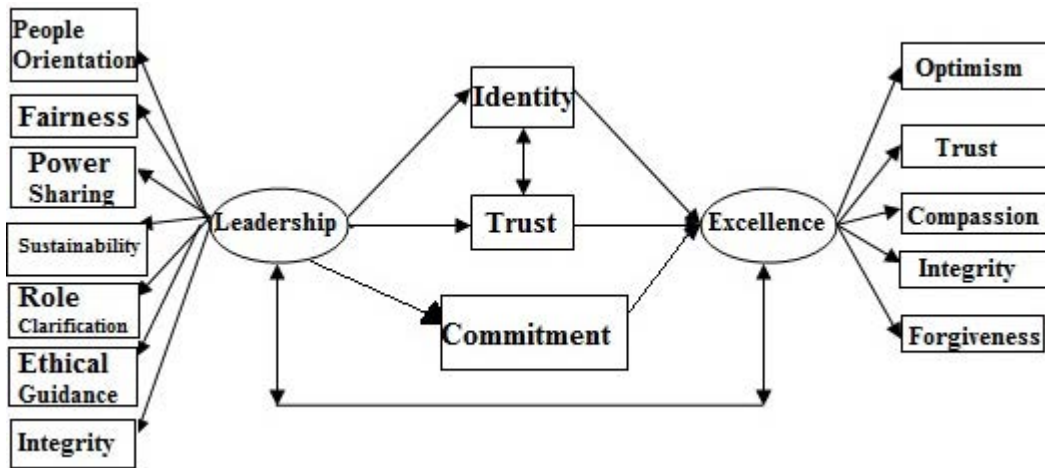 People
Orientation
Fairness
Power
Sharing
Sustainability
Role
Clarification
Ethical
Guidance
Integrity
Leadership
Identity
Trust
Commitment
Excellence
Optimism
Trust
Compassion
Integrity
Forgiveness